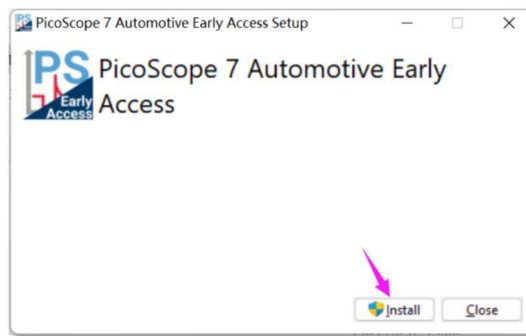 PicoScope 7 Automotive Early Access Setup
PS
Early
Access
PicoScope 7 Automotive Early
Access
Install
Close